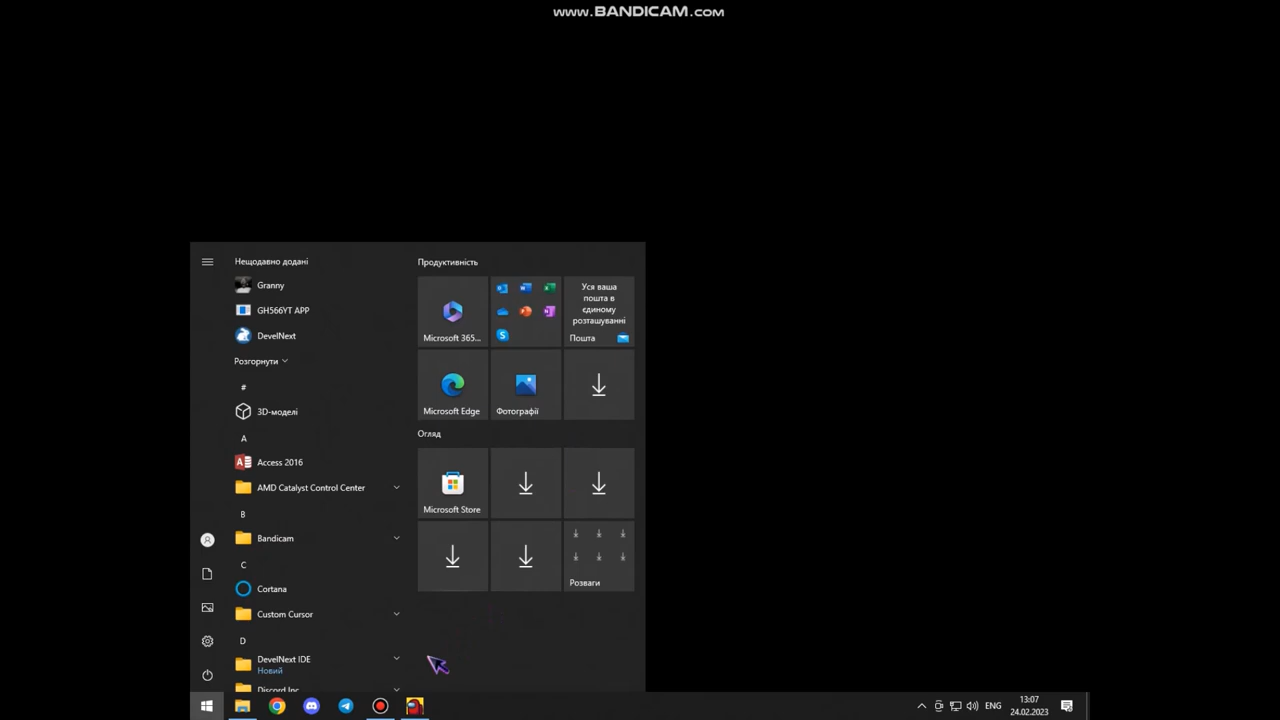 www.BANDICAM.com
Нещодавно додані
Granny
GH566YT APP
DevelNext
Розгорнути
#
3D-моделі
A
Access 2016
AMD Catalyst Control Center
B
Bandicam
C
Cortana
Custom Cursor
D
DevelNext IDE
Новий
Discord Inc
Продуктивність
Microsoft 365...
Уся ваша
пошта в
єдиному
розташуванні
Пошта
Microsoft Edge
Фотографії
Огляд
Microsoft Store
Розваги
ENG
13:07
24.02.2023